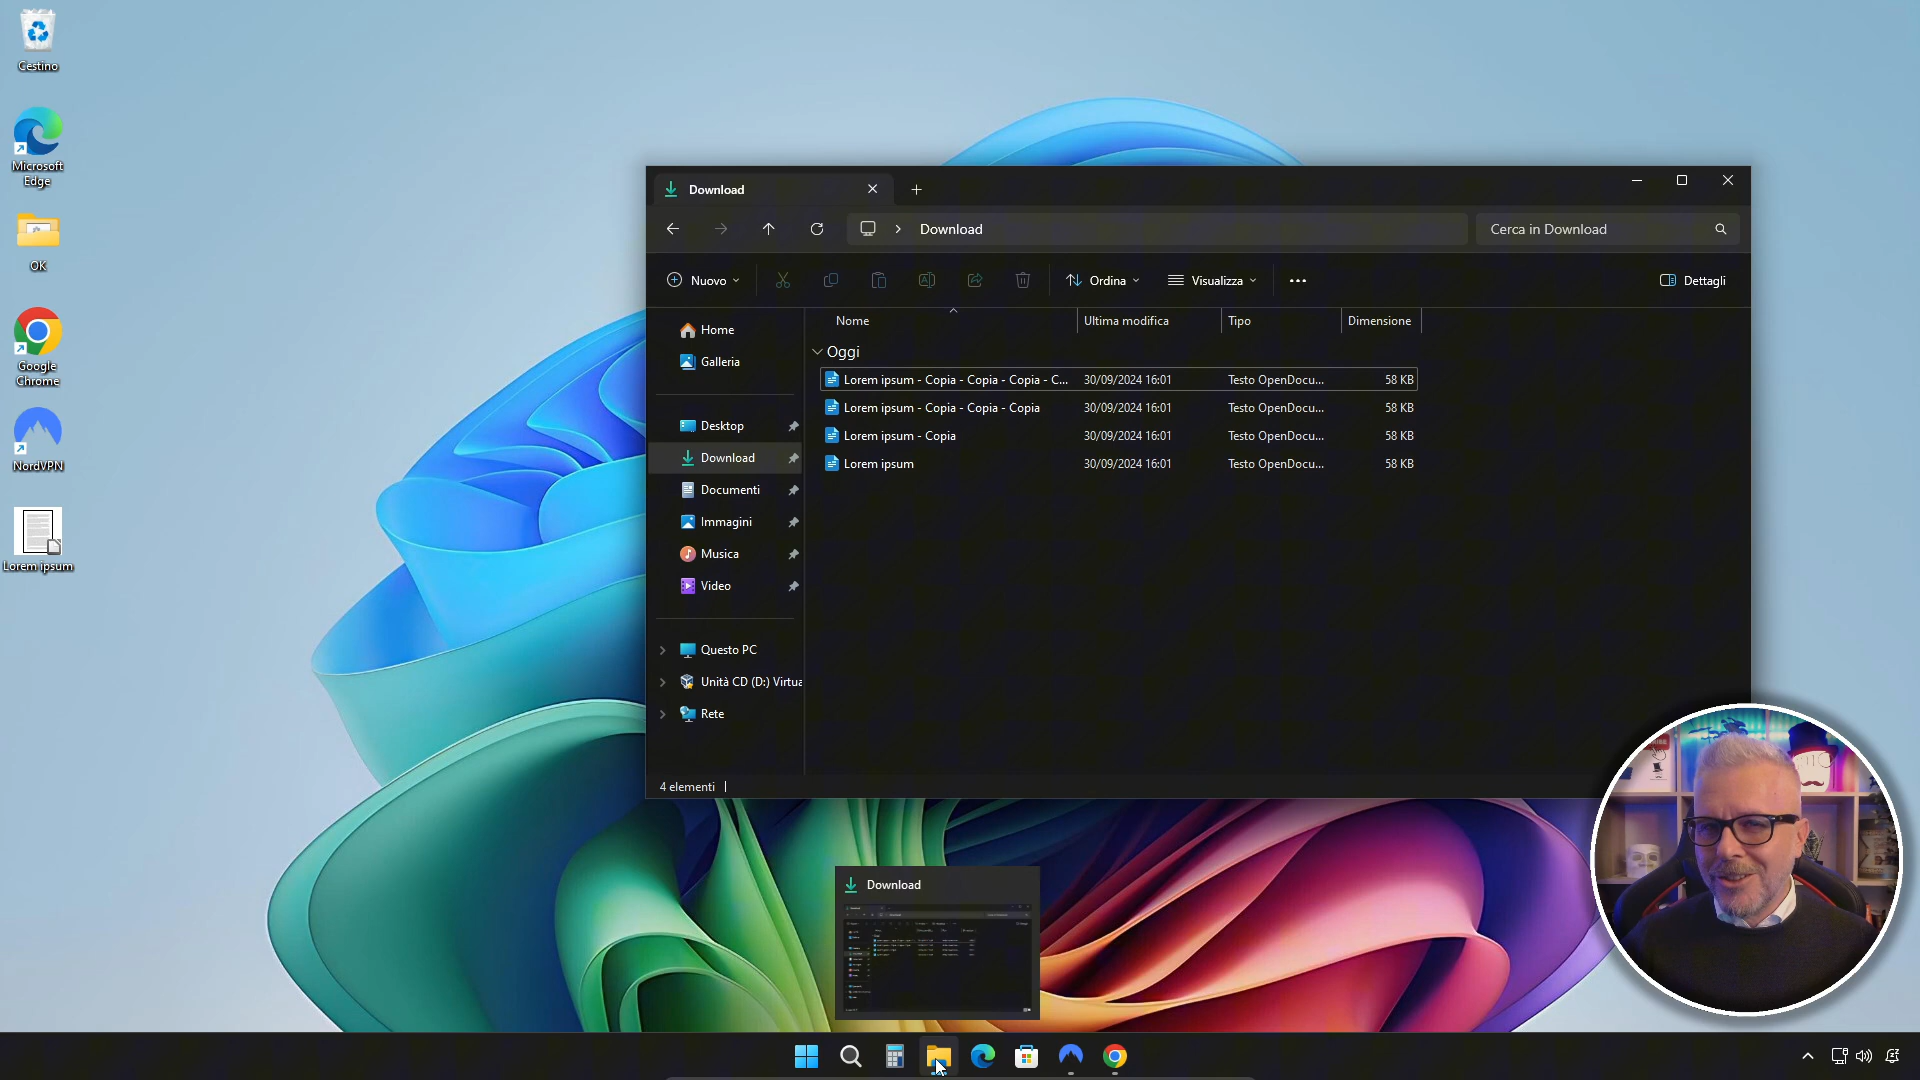 Cestino
Microsoft
Edge
OK
Google
Chrome
NordVPN
Lorem ipsum
Download
Download
Cerca in Download
Nuovo
Ordina
Visualizza
Dettagli
Nome
Ultima modifica
Tipo
Dimensione
Home
Galleria
Desktop
Download
Documenti
Immagini
Musica
Video
Questo PC
Unità CD (D:) Virtua
Rete
Oggi
Lorem ipsum - Copia - Copia - Copia - C... 30/09/2024 16:01 Testo OpenDocu... 58 KB
Lorem ipsum - Copia - Copia - Copia 30/09/2024 16:01 Testo OpenDocu... 58 KB
Lorem ipsum - Copia 30/09/2024 16:01 Testo OpenDocu... 58 KB
Lorem ipsum 30/09/2024 16:01 Testo OpenDocu... 58 KB
4 elementi
Download